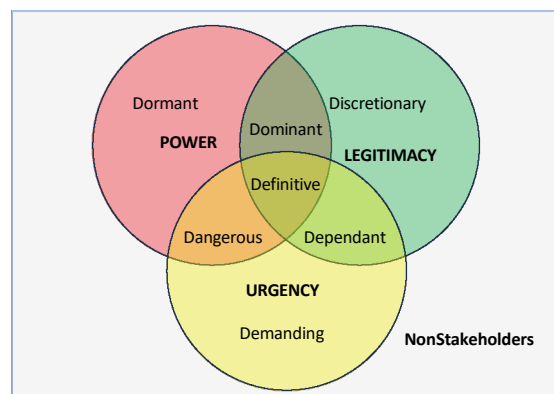 Dormant
Discretionary
Dominant
POWER
LEGITIMACY
Definitive
Dangerous
Dependant
URGENCY
Demanding
NonStakeholders